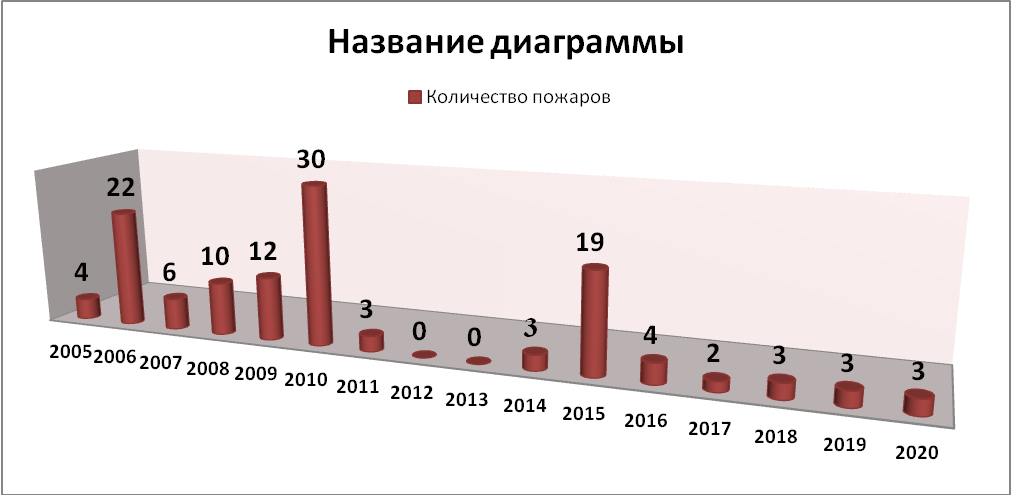 Название диаграммы
Количество пожаров
4 22 6 10 12 30 3 0 0 3 19 4 2 3 3 3
2005 2006 2007 2008 2009 2010 2011 2012 2013 2014 2015 2016 2017 2018 2019 2020